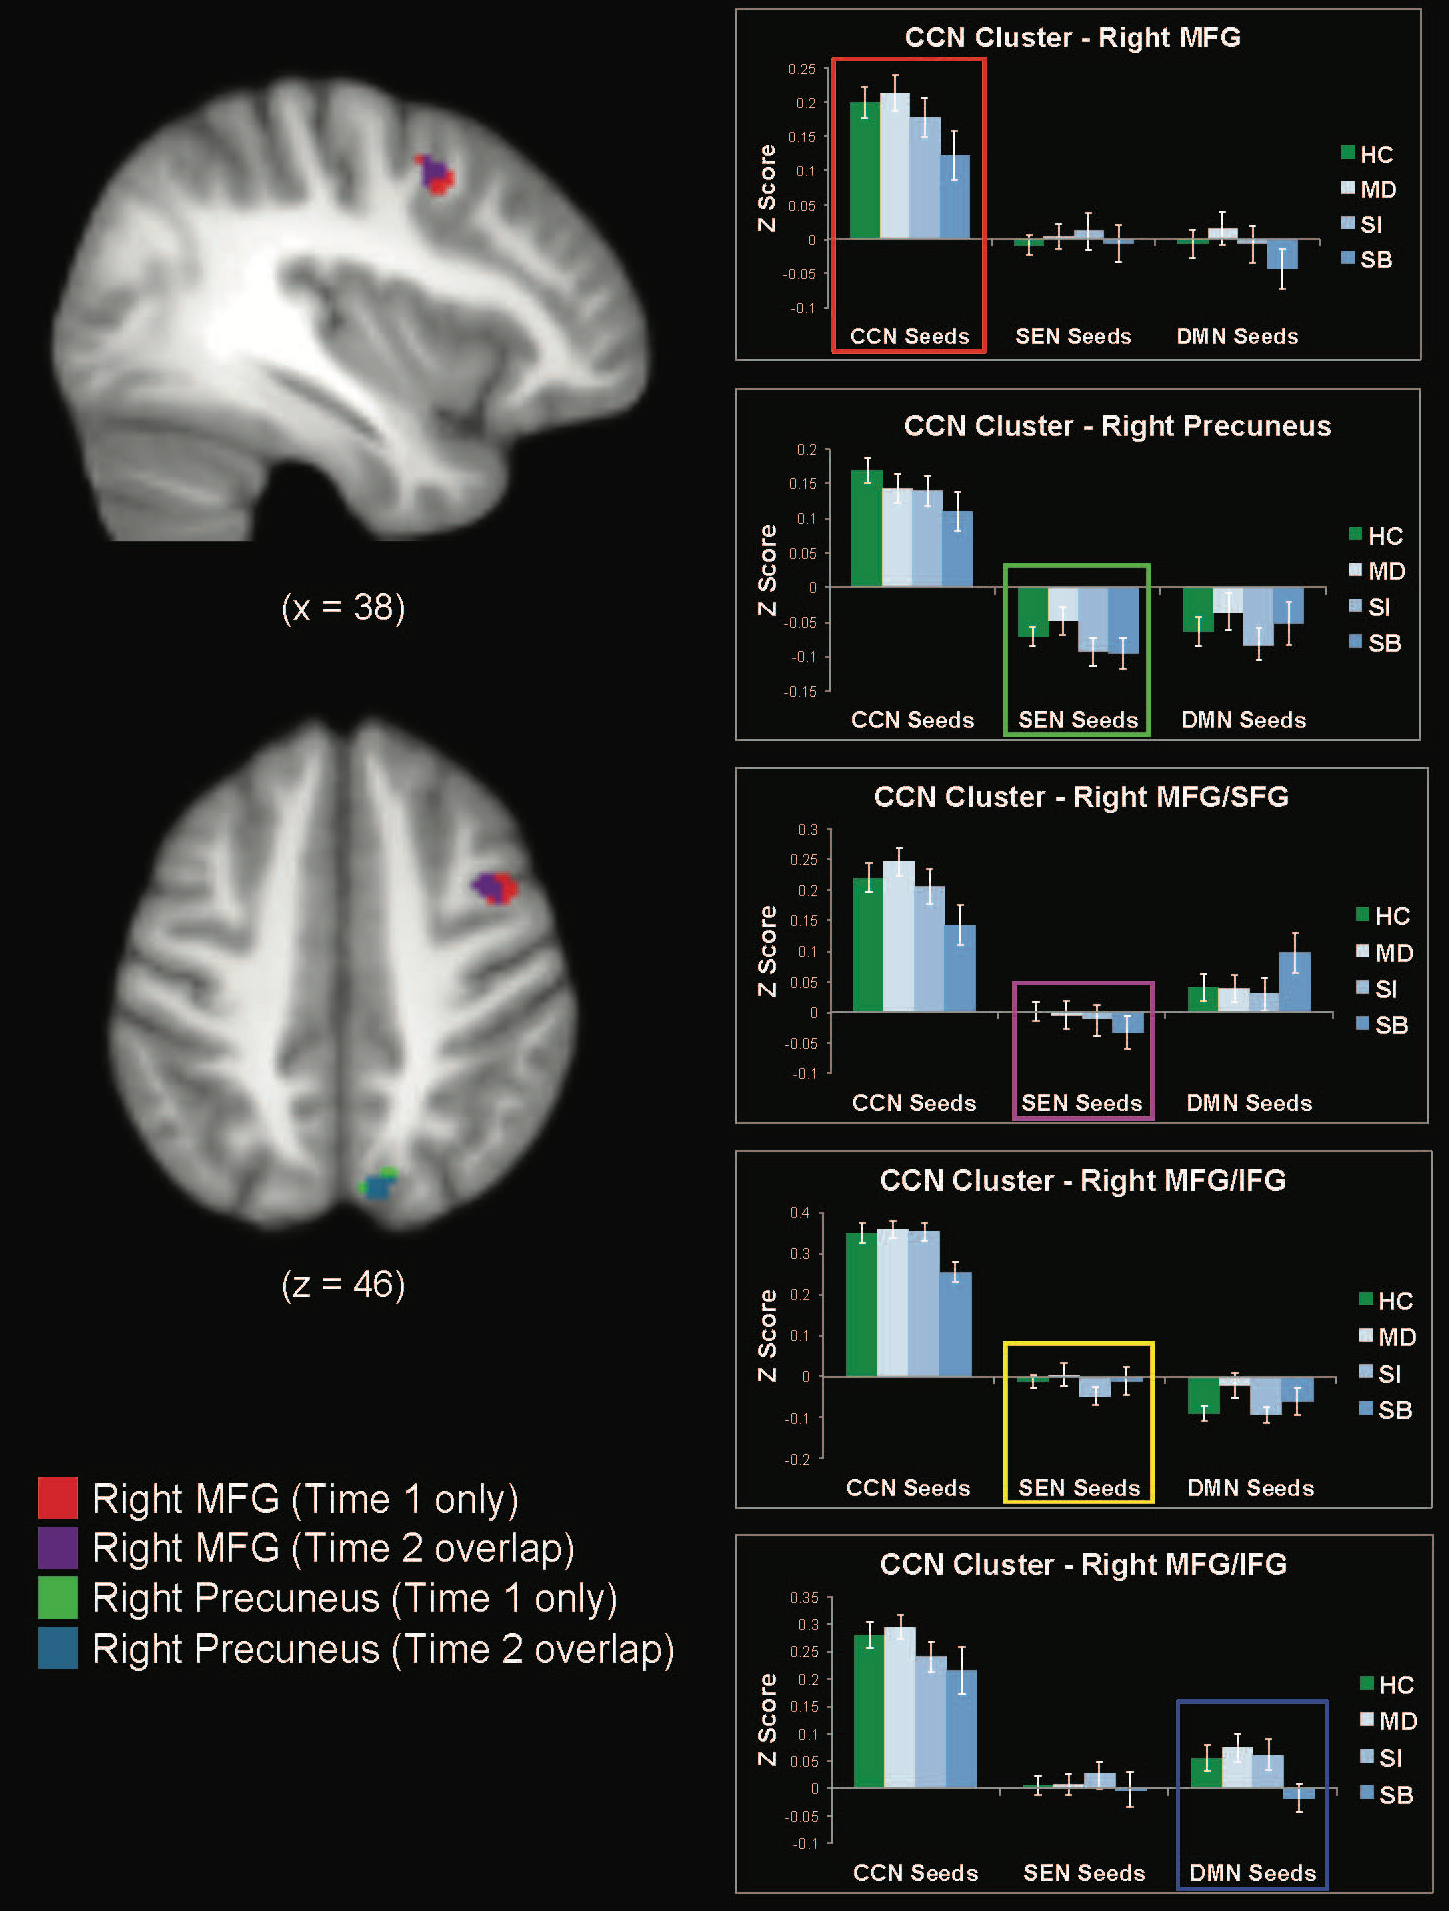 (x = 38)
(z = 46)
Right MFG (Time 1 only)
Right MFG (Time 2 overlap)
Right Precuneus (Time 1 only)
Right Precuneus (Time 2 overlap)
CCN Cluster - Right MFG
Z Score
0.25
0.2
0.15
0.1
0.05
0
-0.05
-0.1
CCN Seeds SEN Seeds DMN Seeds
HC
MD
SI
SB
CCN Cluster - Right Precuneus
Z Score
0.2
0.15
0.1
0.05
0
-0.05
-0.1
-0.15
CCN Seeds SEN Seeds DMN Seeds
HC
MD
SI
SB
CCN Cluster - Right MFG/SFG
Z Score
0.3
0.25
0.2
0.15
0.1
0.05
0
-0.05
-0.1
CCN Seeds SEN Seeds DMN Seeds
HC
MD
SI
SB
CCN Cluster - Right MFG/IFG
Z Score
0.4
0.3
0.2
0.1
0
-0.1
-0.2
CCN Seeds SEN Seeds DMN Seeds
HC
MD
SI
SB
CCN Cluster - Right MFG/IFG
Z Score
0.35
0.3
0.25
0.2
0.15
0.1
0.05
0
-0.05
-0.1
CCN Seeds SEN Seeds DMN Seeds
HC
MD
SI
SB